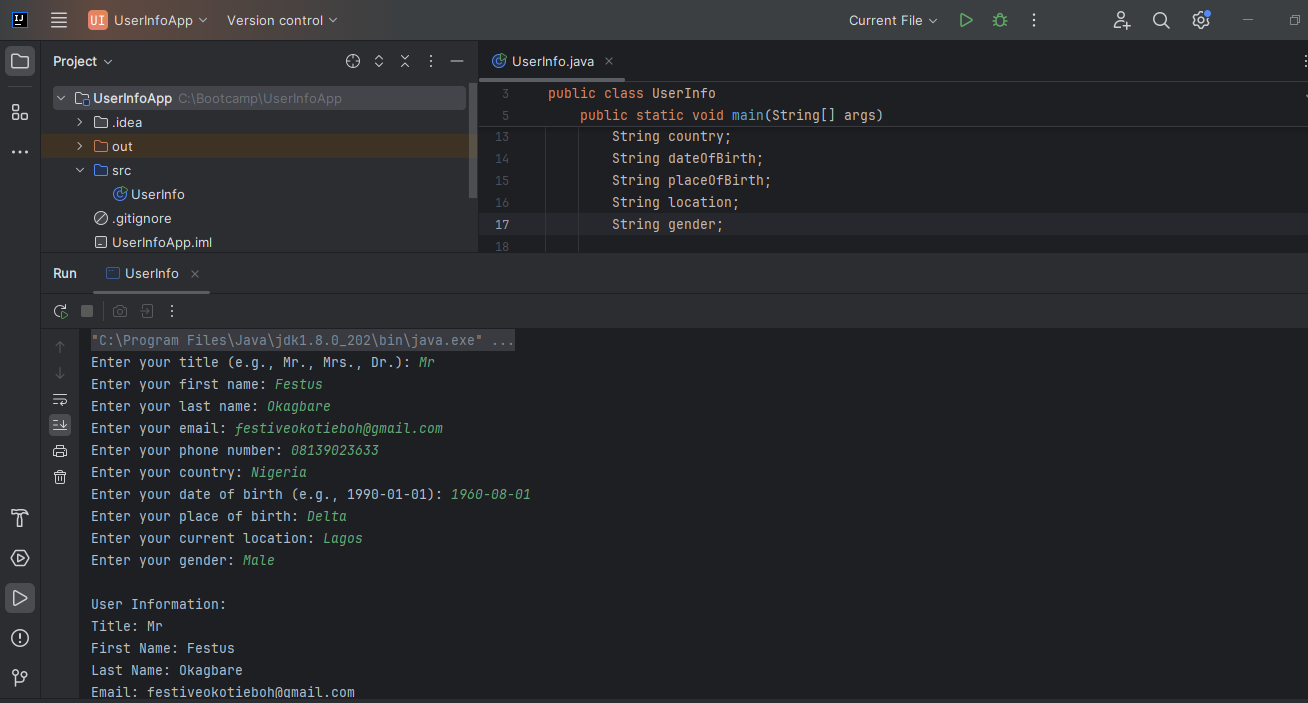 UI UserInfoApp Version control Current File
Project
UserInfoApp C:\Bootcamp\UserInfoApp
.idea
out
src
UserInfo
.gitignore
UserInfoApp.iml
UserInfo.java
3 public class UserInfo
5 public static void main(String[] args)
13 String country;
14 String dateOfBirth;
15 String placeOfBirth;
16 String location;
17 String gender;
18
Run UserInfo
"C:\Program Files\Java\jdk1.8.0_202\bin\java.exe" ...
Enter your title (e.g., Mr., Mrs., Dr.): Mr
Enter your first name: Festus
Enter your last name: Okagbare
Enter your email: festiveokotieboh@gmail.com
Enter your phone number: 08139023633
Enter your country: Nigeria
Enter your date of birth (e.g., 1990-01-01): 1960-08-01
Enter your place of birth: Delta
Enter your current location: Lagos
Enter your gender: Male
User Information:
Title: Mr
First Name: Festus
Last Name: Okagbare
Email: festiveokotieboh@gmail.com